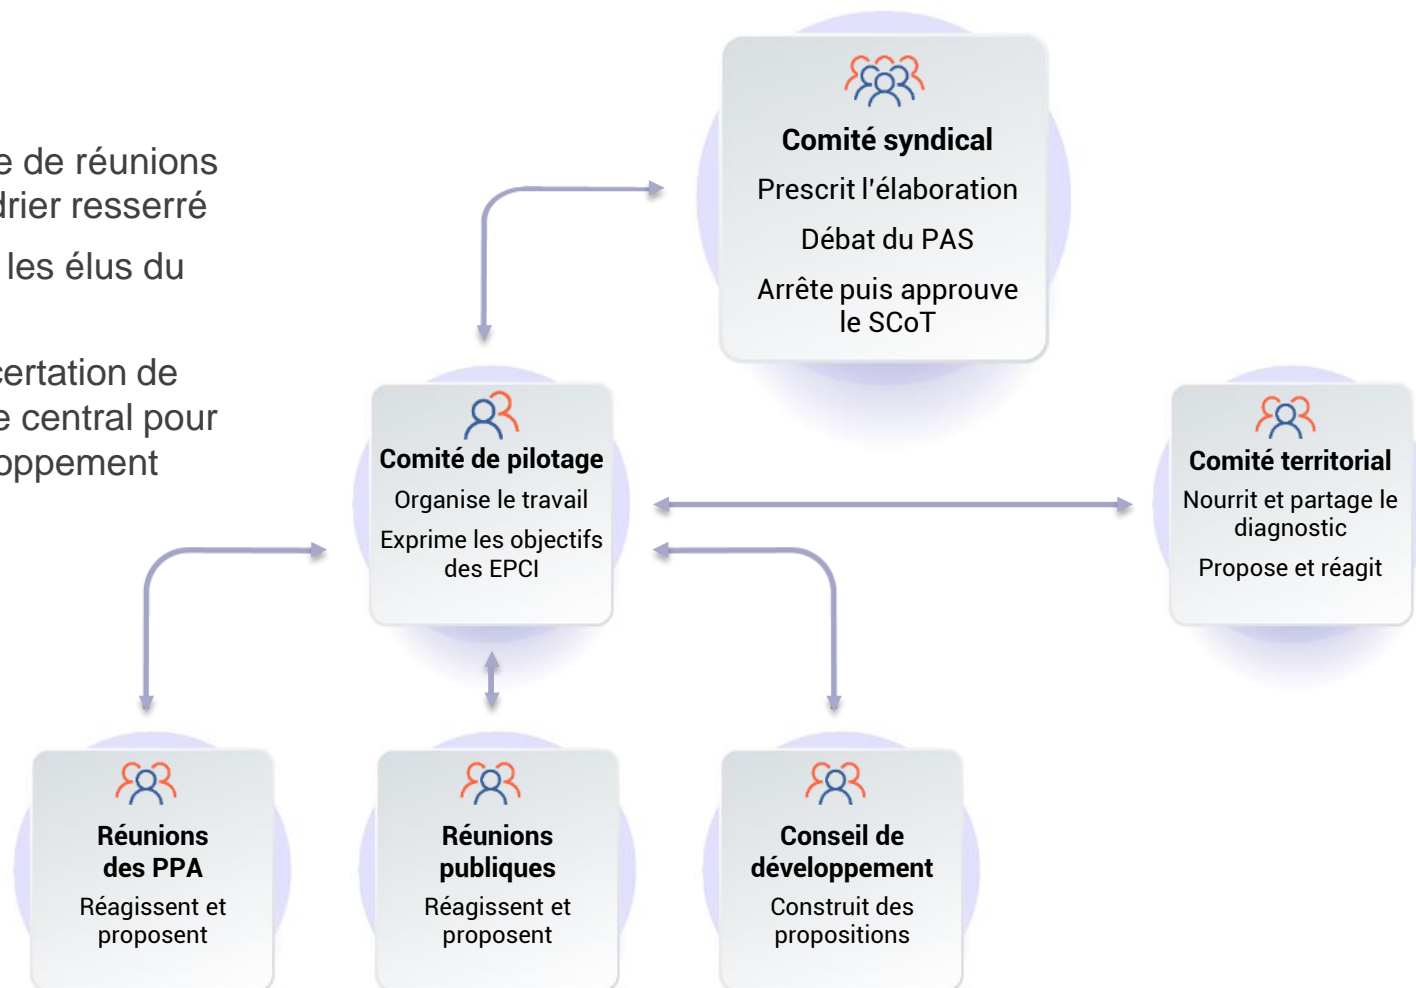 e de réunions
drier resserré
les élus du
certation de
e central pour
oppement
Comité syndical
Prescrit l'élaboration
Débat du PAS
Arrête puis approuve
le SCoT
Comité de pilotage
Organise le travail
Exprime les objectifs
des EPCI
Comité territorial
Nourrit et partage le
diagnostic
Propose et réagit
Réunions
des PPA
Réagissent et
proposent
Réunions
publiques
Réagissent et
proposent
Conseil de
développement
Construit des
propositions